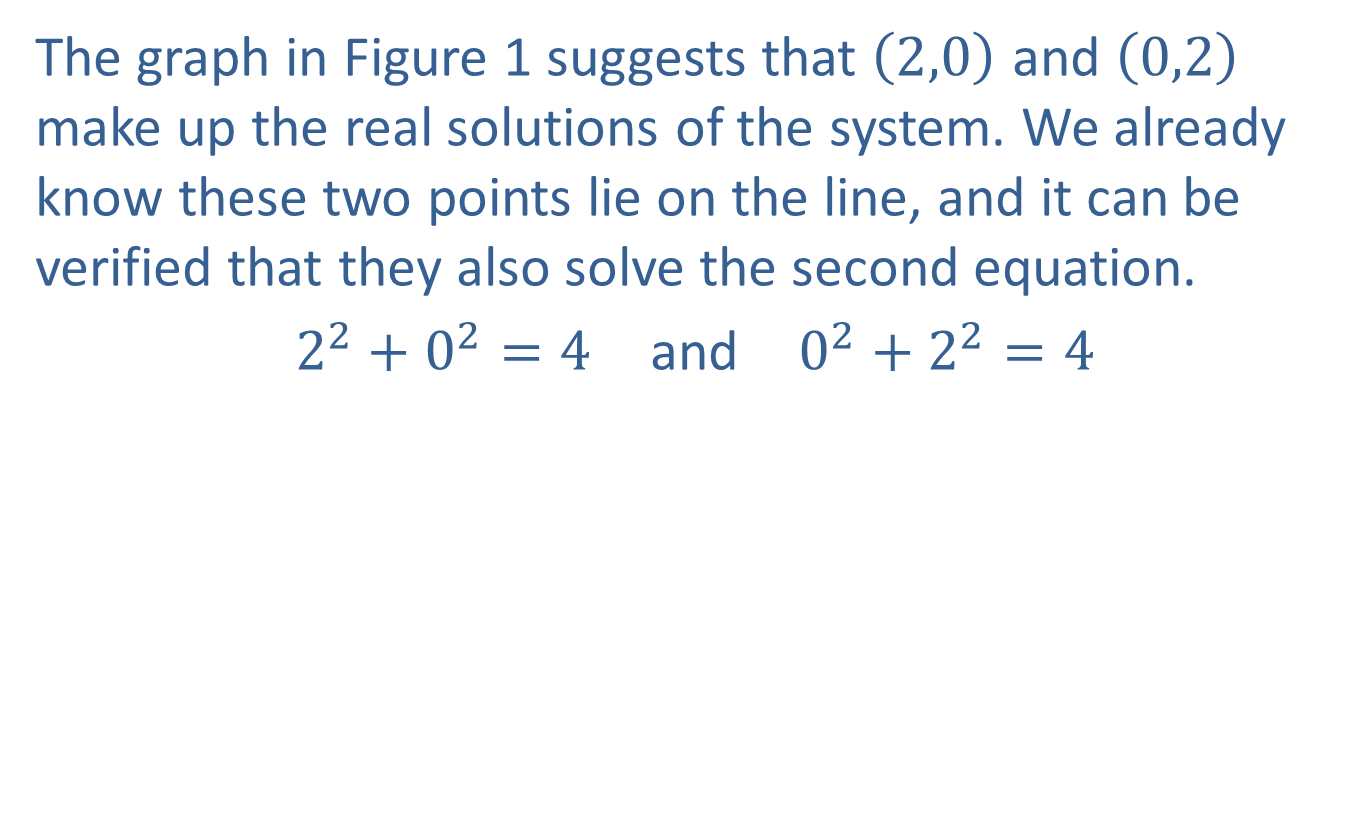 The graph in Figure 1 suggests that (2,0) and (0,2)
make up the real solutions of the system. We already
know these two points lie on the line, and it can be
verified that they also solve the second equation.
2² + 0² = 4 and 0² + 2² = 4